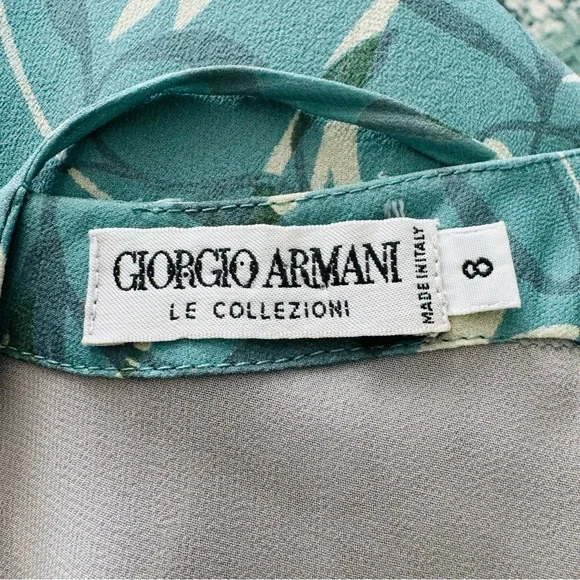 GIORGIO ARMANI
LE COLLEZIONI
MADE IN ITALY
8